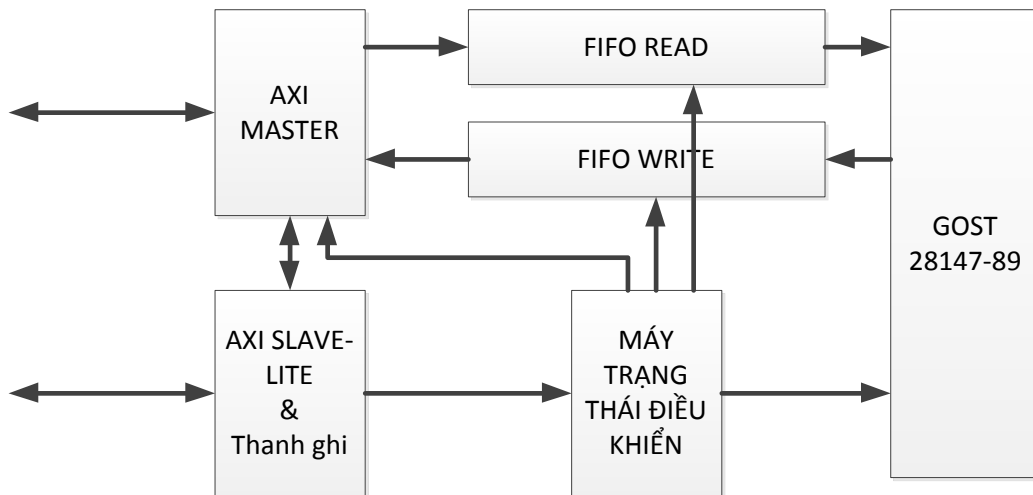 AXI
MASTER
FIFO READ
FIFO WRITE
GOST
28147-89
AXI SLAVE-
LITE
&
Thanh ghi
MÁY
TRẠNG
THÁI ĐIỀU
KHIỂN